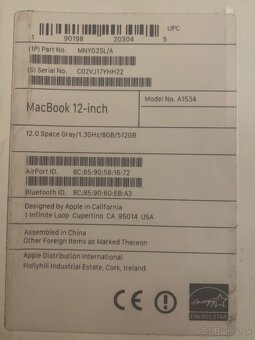 UPC
1 90198 20304 5
(1P) Part No. MNYG2SL/A
(S) Serial No. C02VJ17YHH22
MacBook 12-inch
Model No. A1534
12.0 Space Gray/1.3GHz/8GB/512GB
AirPort ID. 8C:85:90:58:16:72
Bluetooth ID. 8C:85:90:60:EB:A3
Designed by Apple in California
1 Infinite Loop Cupertino CA 95014 USA
Assembled in China
Other Foreign Items as Marked Thereon
Apple Distribution International
Hollyhill Industrial Estate, Cork, Ireland
CE
energy
ENERGY STAR